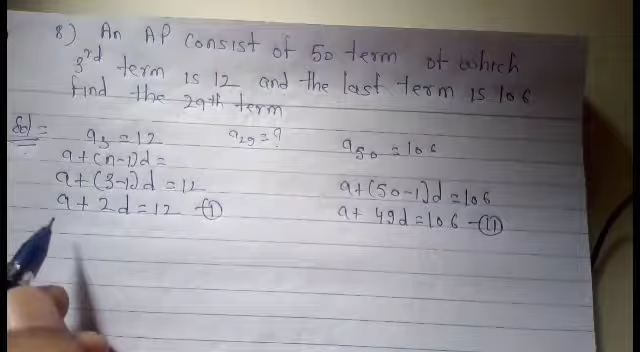 8) An AP consist of 50 term of which
3rd term is 12 and the last term is 106
Find the 29th term
Sol =
a3 = 12 a29 = ? a50 = 106
a+(n-1)d =
a+(3-1)d = 12 a+(50-1)d = 106
a+2d = 12 -(1) a+49d = 106 -(11)